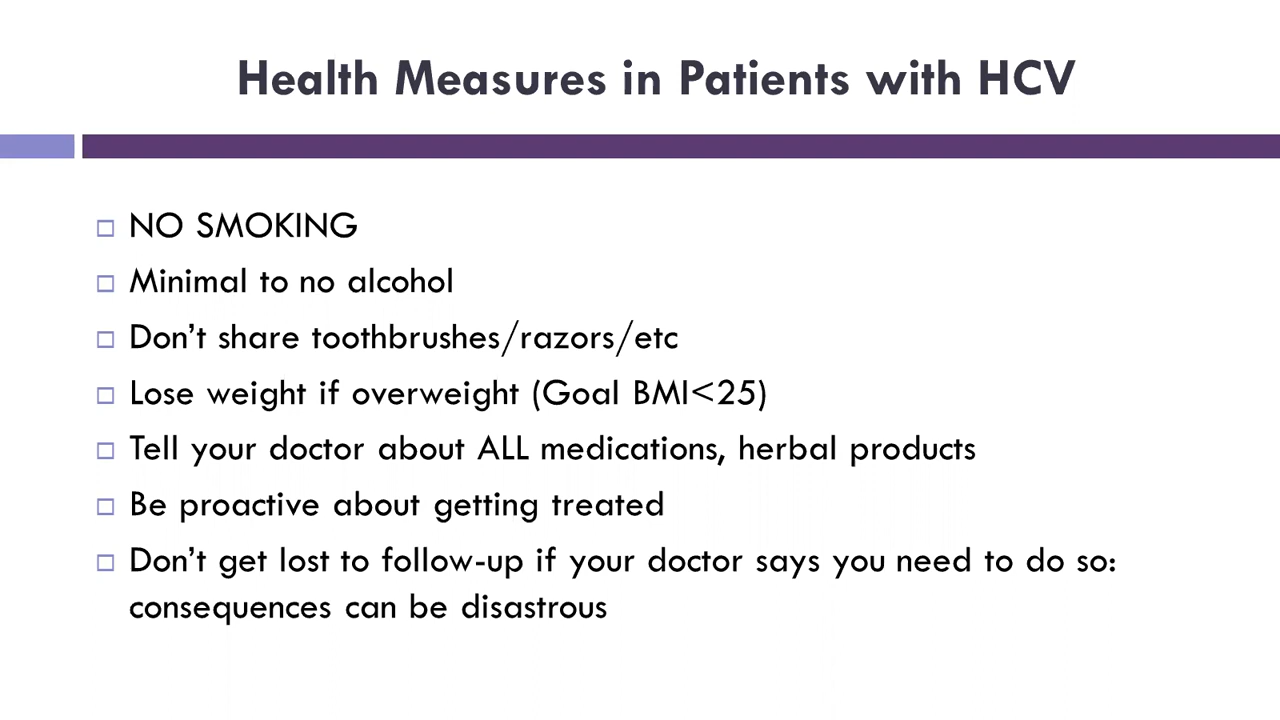 Health Measures in Patients with HCV
NO SMOKING
Minimal to no alcohol
Don't share toothbrushes/razors/etc
Lose weight if overweight (Goal BMI<25)
Tell your doctor about ALL medications, herbal products
Be proactive about getting treated
Don't get lost to follow-up if your doctor says you need to do so:
consequences can be disastrous